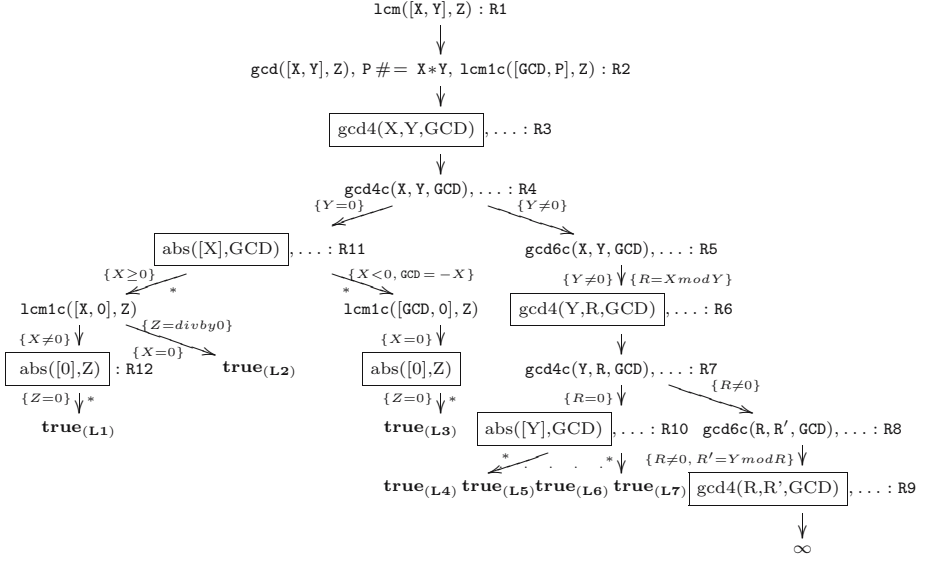 lcm([X, Y], Z) : R1
gcd([X, Y], Z), P #= X*Y, lcm1c([GCD, P], Z) : R2
gcd4(X,Y,GCD) , . . . : R3
gcd4c(X, Y, GCD), . . . : R4
{Y=0} {Y≠0}
abs([X],GCD) , . . . : R11 gcd6c(X, Y, GCD), . . . : R5
{X≥0} * * {X<0, GCD = −X} {Y≠0} {R=XmodY}
lcm1c([X, 0], Z) lcm1c([GCD, 0], Z) gcd4(Y,R,GCD) , . . . : R6
{X≠0} {Z=divby0} {X=0} {X=0}
abs([0],Z) : R12 true(L2) abs([0],Z) gcd4c(Y, R, GCD), . . . : R7
{Z=0} * {Z=0} * {R=0} {R≠0}
true(L1) true(L3) abs([Y],GCD) , . . . : R10 gcd6c(R, R′, GCD), . . . : R8
* . . . . * {R≠0, R′=YmodR}
true(L4) true(L5) true(L6) true(L7) gcd4(R,R',GCD) , . . . : R9
∞